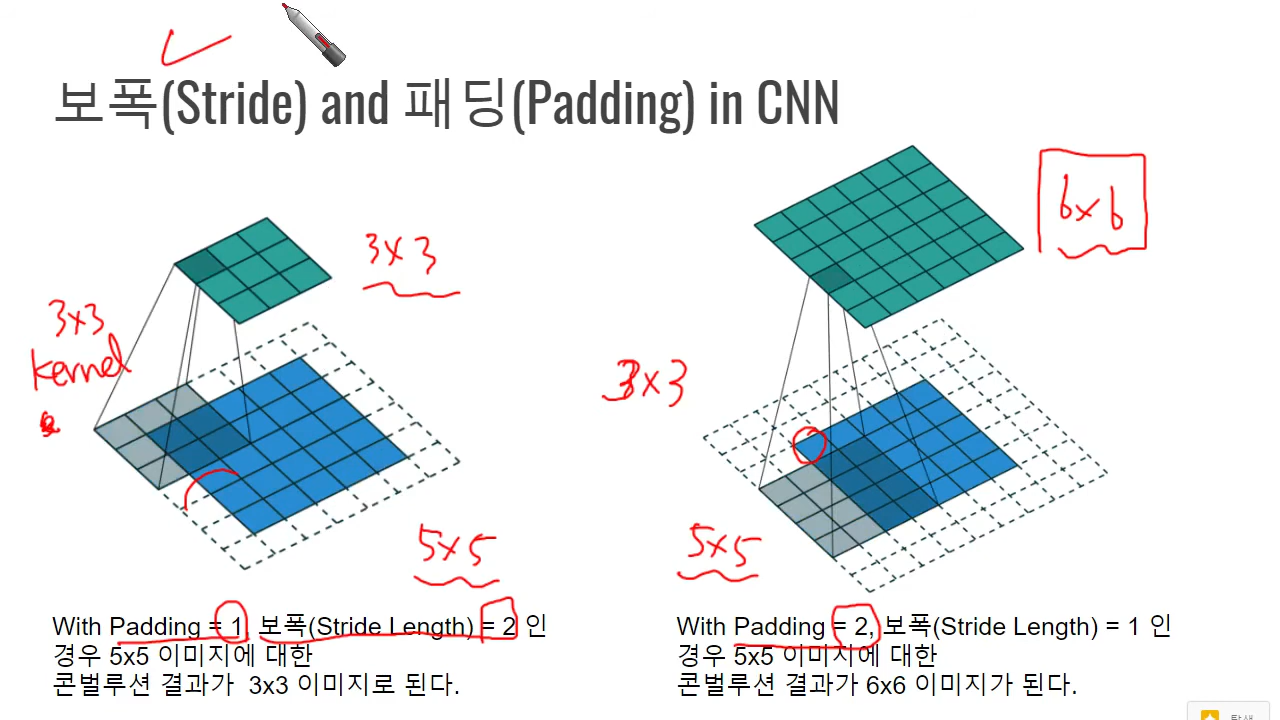 보폭(Stride) and 패딩(Padding) in CNN
6x6
3x3
3x3
kernel
3x3
5x5
5x5
With Padding = 1, 보폭(Stride Length) = 2 인
경우 5x5 이미지에 대한
콘벌루션 결과가 3x3 이미지로 된다.
With Padding = 2, 보폭(Stride Length) = 1 인
경우 5x5 이미지에 대한
콘벌루션 결과가 6x6 이미지가 된다.